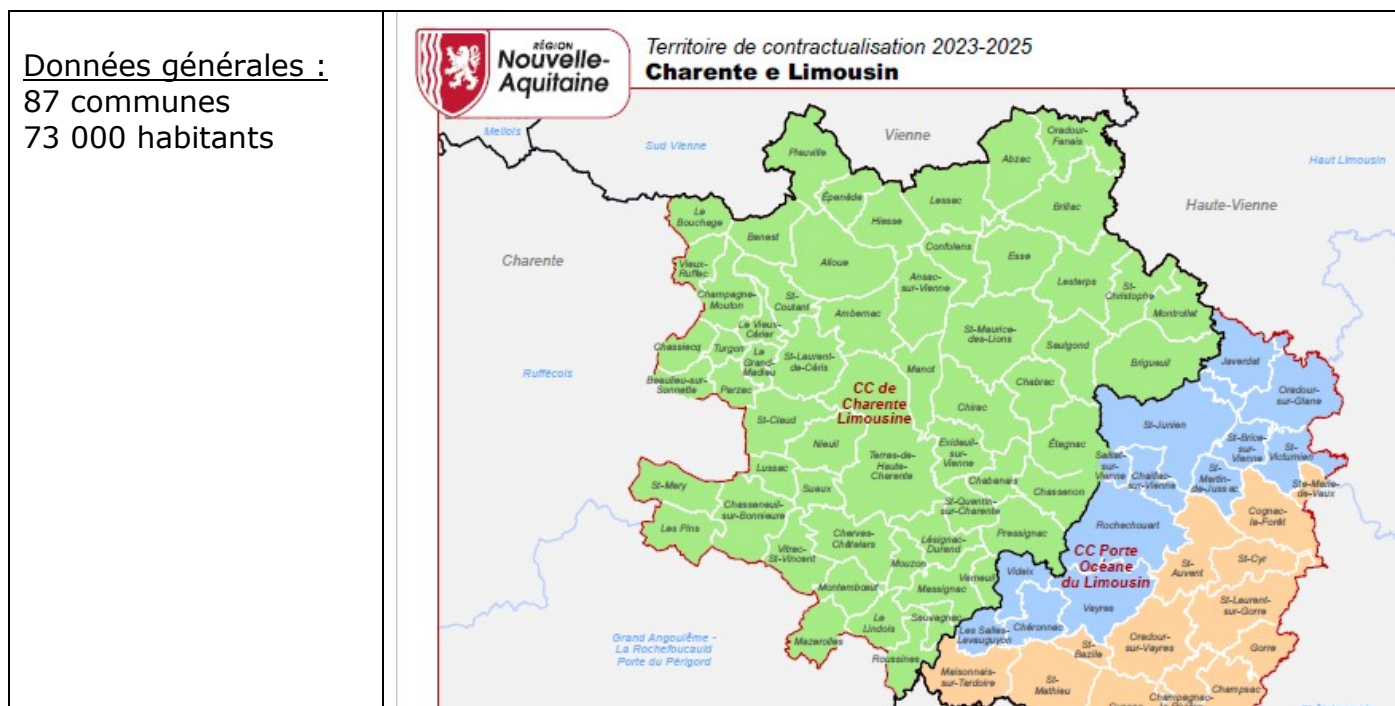 Données générales :
87 communes
73 000 habitants
RÉGION
Nouvelle-
Aquitaine
Territoire de contractualisation 2023-2025
Charente e Limousin
Mellois
Sud Vienne
Vienne
Haut Limousin
Haute-Vienne
Charente
Ruffécois
Grand Angoulême -
La Rochefoucauld
Porte du Périgord
Pleuville
Oradour-
Fanais
Abzac
Épenède
Lessac
Brillac
Le
Bouchage
Hiesse
Benest
Confolens
Alloue
Esse
Vieux-
Ruffec
Ansac-
sur-Vienne
Lesterps
St-
Christophe
Champagne-
Mouton
St-
Coutant
Montrollet
Ambernac
Le Vieux-
Cérier
St-Maurice-
des-Lions
Chassiecq
Turgon
Le
Grand-
Madieu
St-Laurent-
de-Céris
Saulgond
Brigueuil
Javerdat
Manot
Beaulieu-sur-
Sonnette
Parzac
Chabrac
CC de
Charente
Limousine
Oradour-
sur-Glane
Chirac
St-Claud
St-Junien
Nieuil
Exideuil-
sur-
Vienne
Étagnac
St-Brice-
sur-
Vienne
St-
Victurnien
Terres-de-
Haute-
Charente
Saillat-
sur-
Vienne
Lussac
Chaillac-
sur-Vienne
St-
Martin-
de-Jussac
Ste-Marie-
de-Vaux
St-Mary
Suaux
Chabanais
Chassenon
Chasseneuil-
sur-Bonnieure
St-Quentin-
sur-Charente
Cognac-
la-Forêt
Les Pins
Rochechouart
Cherves-
Châtelars
Pressignac
Lésignac-
Durand
Vitrac-
St-Vincent
CC Porte
Océane
du Limousin
St-
Auvent
St-Cyr
Mouzon
Videix
Verneuil
Montembœuf
Massignac
Vayres
St-Laurent-
sur-Gorre
Le
Lindois
Sauvagnac
Mazerolles
Les Salles-
Lavauguyon
Chéronnac
Oradour-
sur-Vayres
Gorre
St-
Bazile
Roussines
Maisonnais-
sur-Tardoire
St-
Mathieu
Champsac